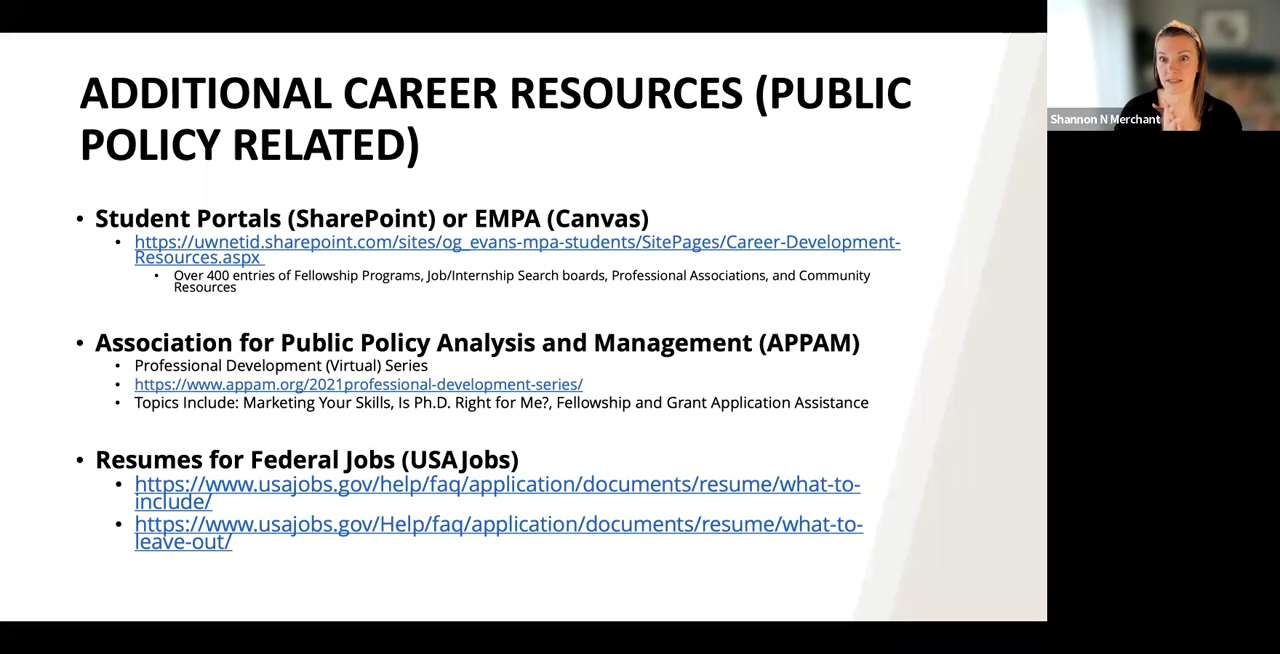 ADDITIONAL CAREER RESOURCES (PUBLIC
POLICY RELATED)
• Student Portals (SharePoint) or EMPA (Canvas)
• https://uwnetid.sharepoint.com/sites/og_evans-mpa-students/SitePages/Career-Development-
Resources.aspx
• Over 400 entries of Fellowship Programs, Job/Internship Search boards, Professional Associations, and Community
Resources
• Association for Public Policy Analysis and Management (APPAM)
• Professional Development (Virtual) Series
• https://www.appam.org/2021professional-development-series/
• Topics Include: Marketing Your Skills, Is Ph.D. Right for Me?, Fellowship and Grant Application Assistance
• Resumes for Federal Jobs (USAJobs)
• https://www.usajobs.gov/help/faq/application/documents/resume/what-to-
include/
• https://www.usajobs.gov/Help/faq/application/documents/resume/what-to-
leave-out/
Shannon N Merchant